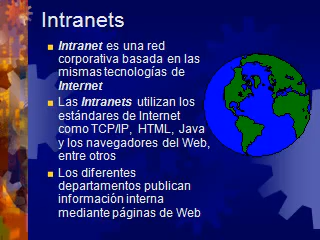 Intranets
Intranet es una red
corporativa basada en las
mismas tecnologías de
Internet
Las Intranets utilizan los
estándares de Internet
como TCP/IP, HTML, Java
y los navegadores del Web,
entre otros
Los diferentes
departamentos publican
información interna
mediante páginas de Web